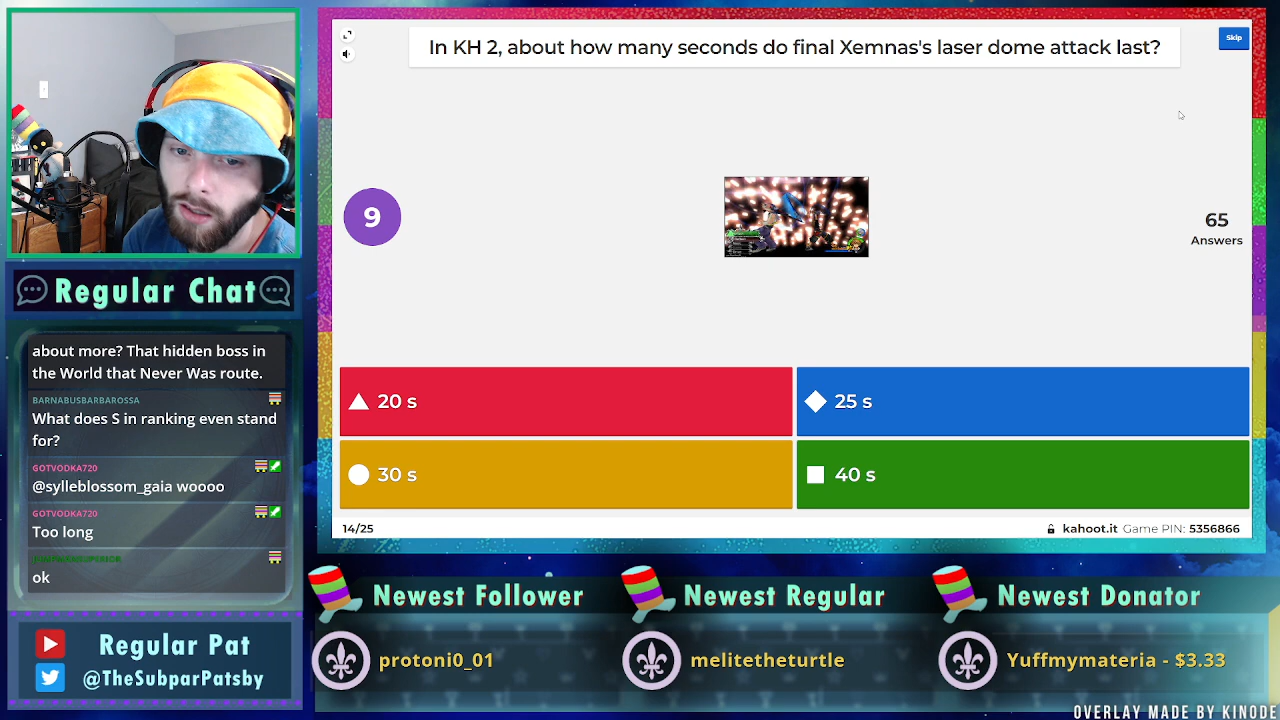 In KH 2, about how many seconds do final Xemnas's laser dome attack last?
Skip
9
65
Answers
20 s
25 s
30 s
40 s
14/25
kahoot.it Game PIN: 5356866
Regular Chat
about more? That hidden boss in
the World that Never Was route.
BARNABUSBARBAROSSA
What does S in ranking even stand
for?
GOTVODKA720
@sylleblossom_gaia woooo
GOTVODKA720
Too long
ok
Regular Pat
@TheSubparPatsby
Newest Follower
protoni0_01
Newest Regular
melitetheturtle
Newest Donator
Yuffmymateria - $3.33
OVERLAY MADE BY KINODE